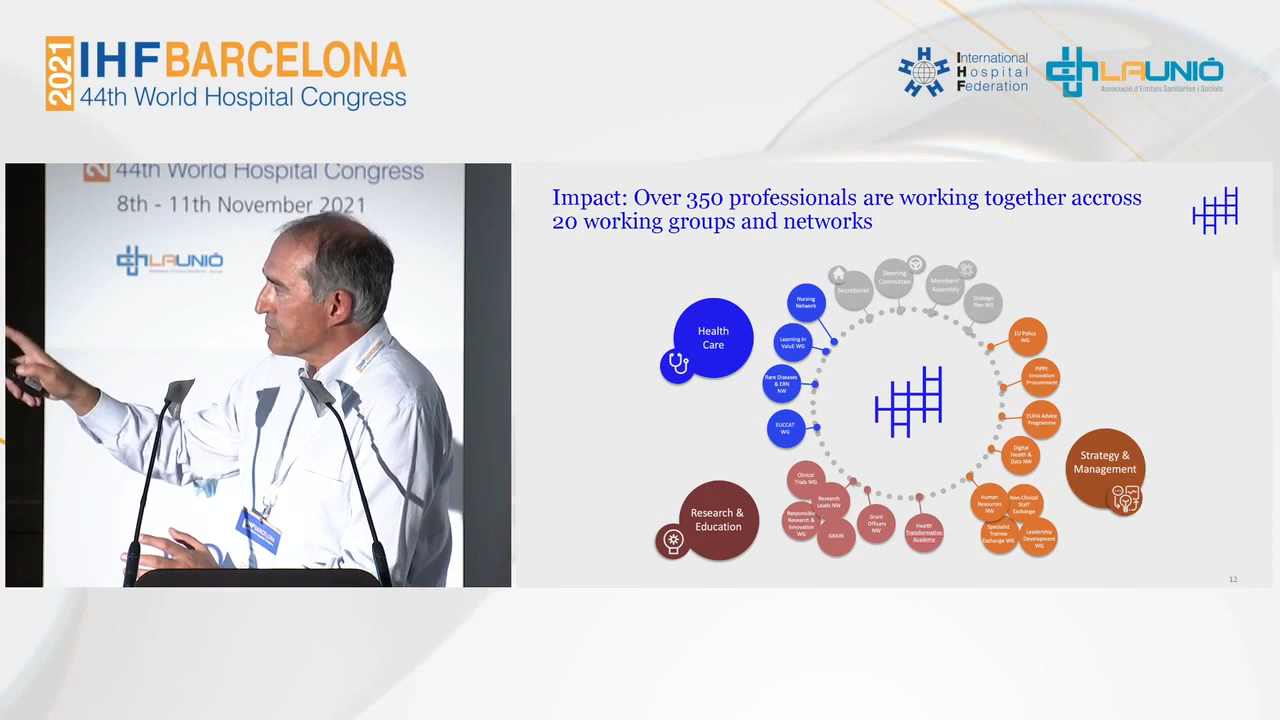 2021 IHF BARCELONA
44th World Hospital Congress
International
Hospital
Federation
LAUNIÓ
Associació d'Entitats Sanitàries i Socials
44th World Hospital Congress
8th - 11th November 2021
LAUNIÓ
IHFBARCELONA
Impact: Over 350 professionals are working together accross
20 working groups and networks
Secretariat
Steering
Committee
Members'
Assembly
Strategic
Plan WG
Health
Care
Nursing
Network
Learning In
ValuE WG
Rare Diseases
& ERN
NW
EUCCAT
WG
EU Policy
WG
PiPPi
Innovation
Procurement
EUHA Advice
Programme
Digital
Health &
Data NW
Strategy &
Management
Human
Resources
NW
Non-Clinical
Staff
Exchange
Specialist
Trainee
Exchange WG
Leadership
Development
WG
Research &
Education
Clinical
Trials WG
Research
Leads NW
Responsible
Research &
Innovation
WG
GRAIN
Grant
Officers
NW
Health
Transformation
Academy
12